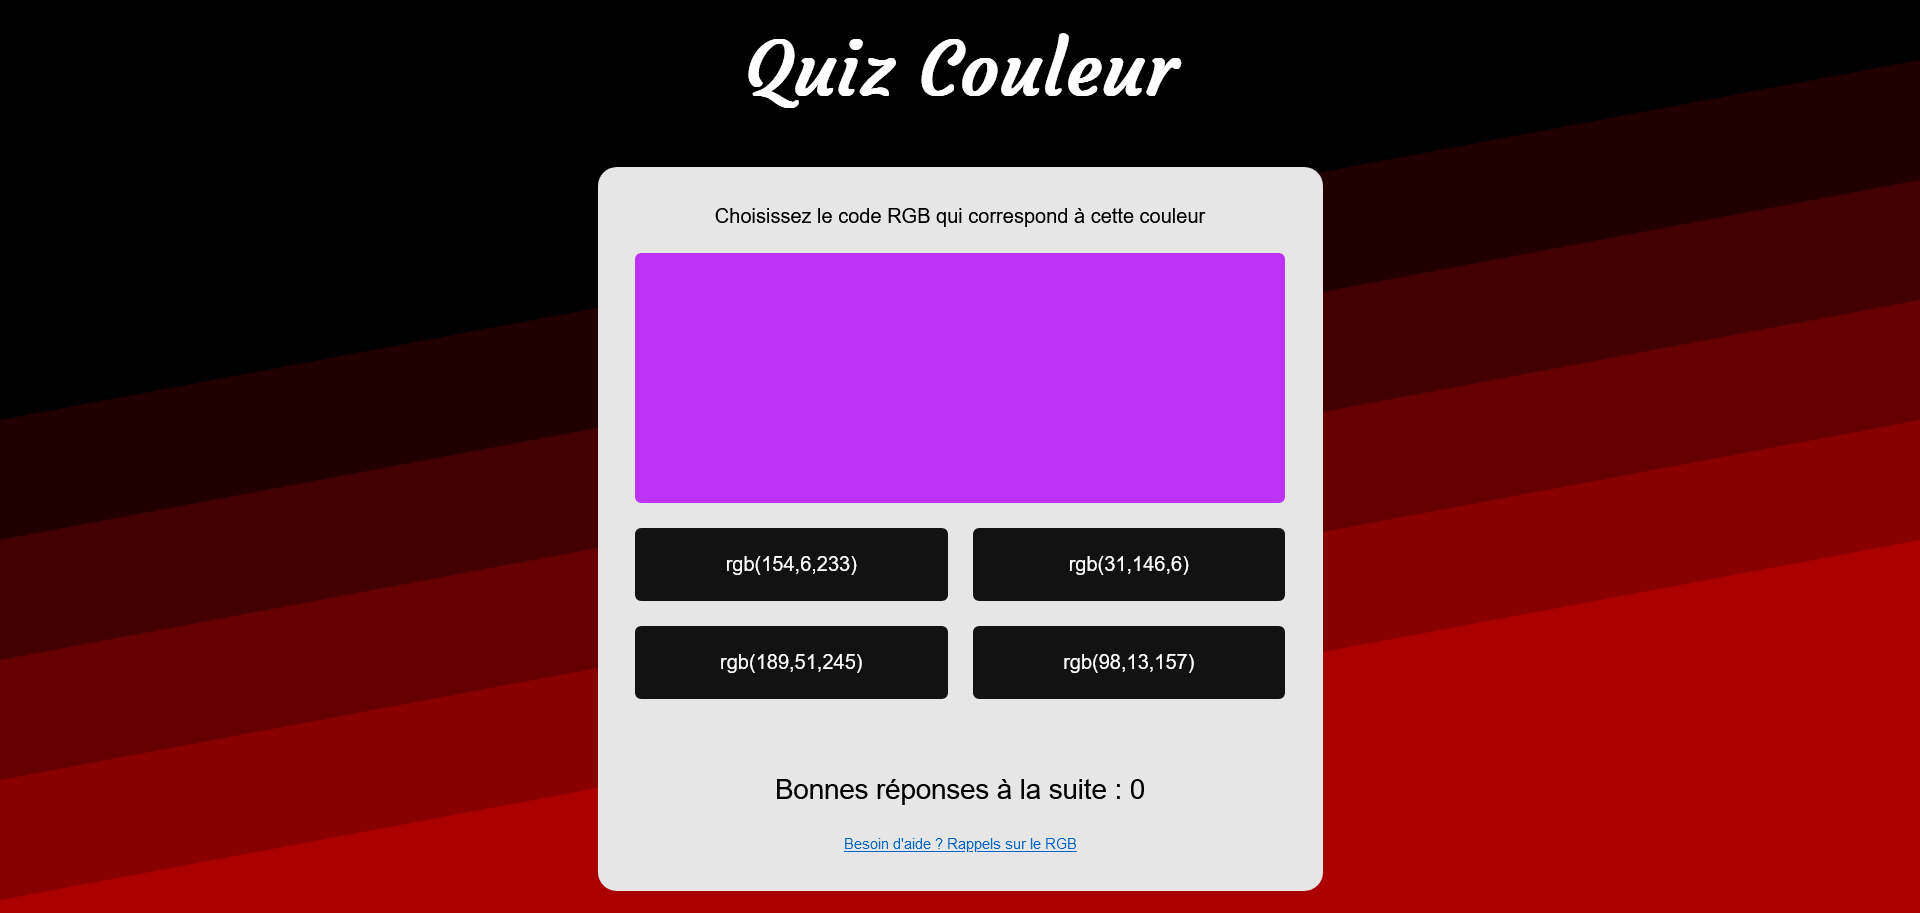 Quiz Couleur
Choisissez le code RGB qui correspond à cette couleur
rgb(154,6,233)
rgb(31,146,6)
rgb(189,51,245)
rgb(98,13,157)
Bonnes réponses à la suite : 0
Besoin d'aide ? Rappels sur le RGB